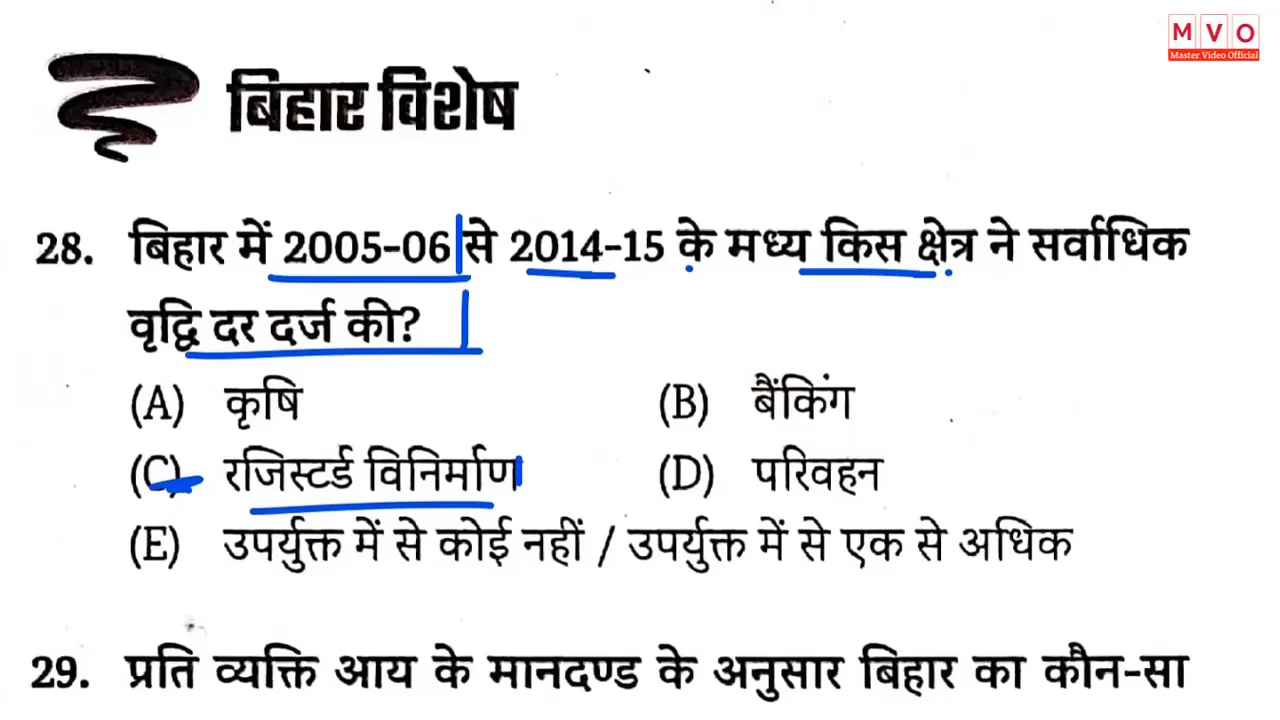 MVO
Master Video Official
बिहार विशेष
28. बिहार में 2005-06 से 2014-15 के मध्य किस क्षेत्र ने सर्वाधिक
वृद्धि दर दर्ज की?
(A) कृषि (B) बैंकिंग
(C) रजिस्टर्ड विनिर्माण (D) परिवहन
(E) उपर्युक्त में से कोई नहीं / उपर्युक्त में से एक से अधिक
29. प्रति व्यक्ति आय के मानदण्ड के अनुसार बिहार का कौन-सा